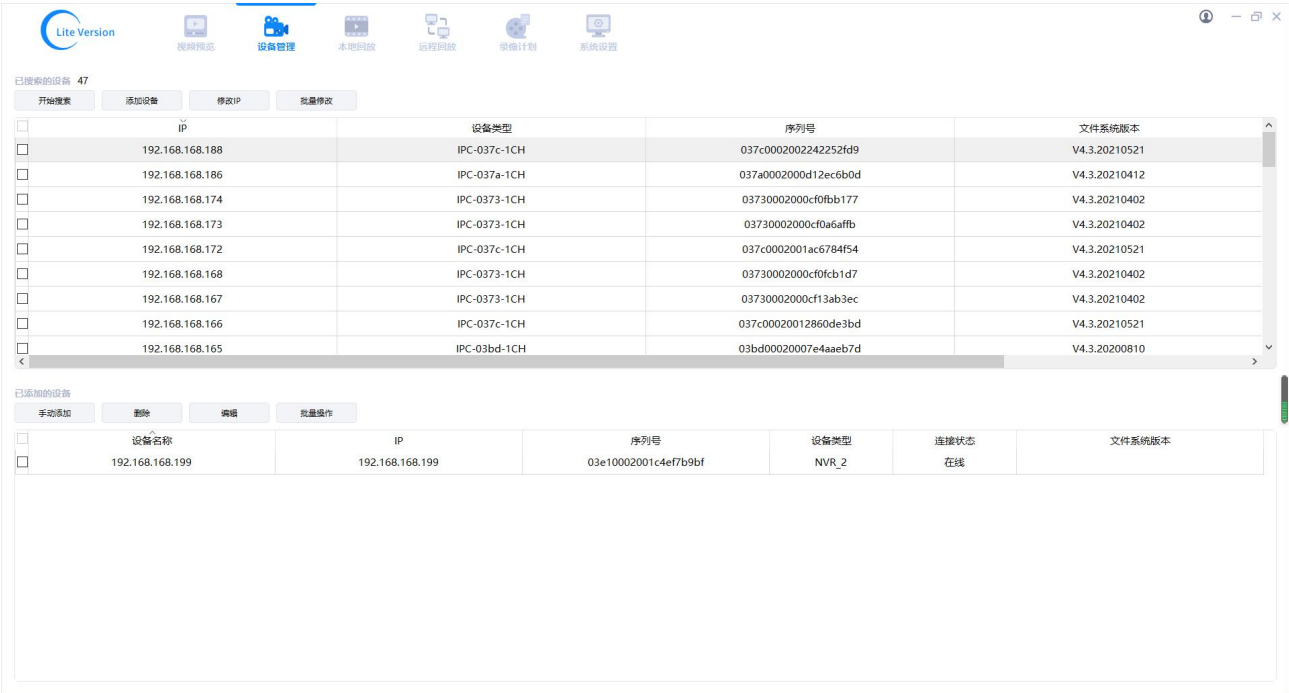 Lite Version
视频预览 设备管理 本地回放 远程回放 录像计划 系统设置
已搜索的设备 47
开始搜索 添加设备 修改IP 批量修改
IP 设备类型 序列号 文件系统版本
192.168.168.188 IPC-037c-1CH 037c0002002242252fd9 V4.3.20210521
192.168.168.186 IPC-037a-1CH 037a0002000d12ec6b0d V4.3.20210412
192.168.168.174 IPC-0373-1CH 03730002000cf0fbb177 V4.3.20210402
192.168.168.173 IPC-0373-1CH 03730002000cf0a6affb V4.3.20210402
192.168.168.172 IPC-037c-1CH 037c0002001ac6784f54 V4.3.20210521
192.168.168.168 IPC-0373-1CH 03730002000cf0fcb1d7 V4.3.20210402
192.168.168.167 IPC-0373-1CH 03730002000cf13ab3ec V4.3.20210402
192.168.168.166 IPC-037c-1CH 037c00020012860de3bd V4.3.20210521
192.168.168.165 IPC-03bd-1CH 03bd00020007e4aaeb7d V4.3.20200810
已添加的设备
手动添加 删除 编辑 批量操作
设备名称 IP 序列号 设备类型 连接状态 文件系统版本
192.168.168.199 192.168.168.199 03e10002001c4ef7b9bf NVR_2 在线